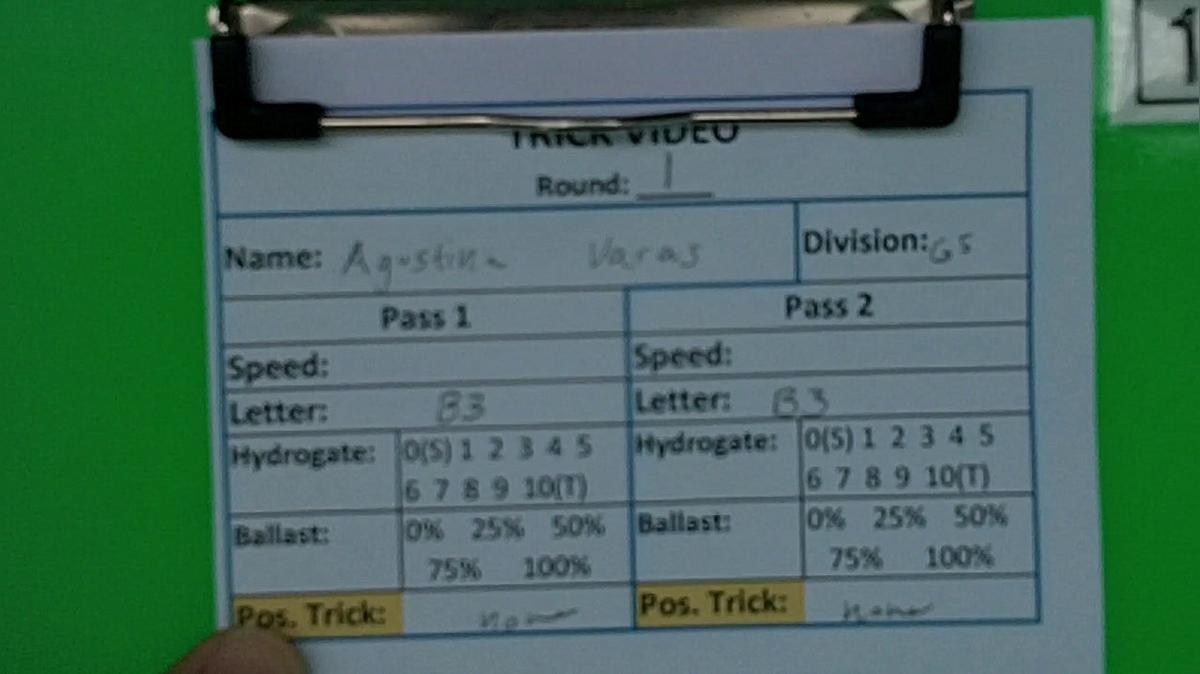 1
TRICK VIDEO
Round: 1
Name: Agustina Varas Division: G5
Pass 1 Pass 2
Speed: Speed:
Letter: B3 Letter: B3
Hydrogate: 0(S) 1 2 3 4 5 Hydrogate: 0(S) 1 2 3 4 5
6 7 8 9 10(T) 6 7 8 9 10(T)
Ballast: 0% 25% 50% Ballast: 0% 25% 50%
75% 100% 75% 100%
Pos. Trick: none Pos. Trick: none